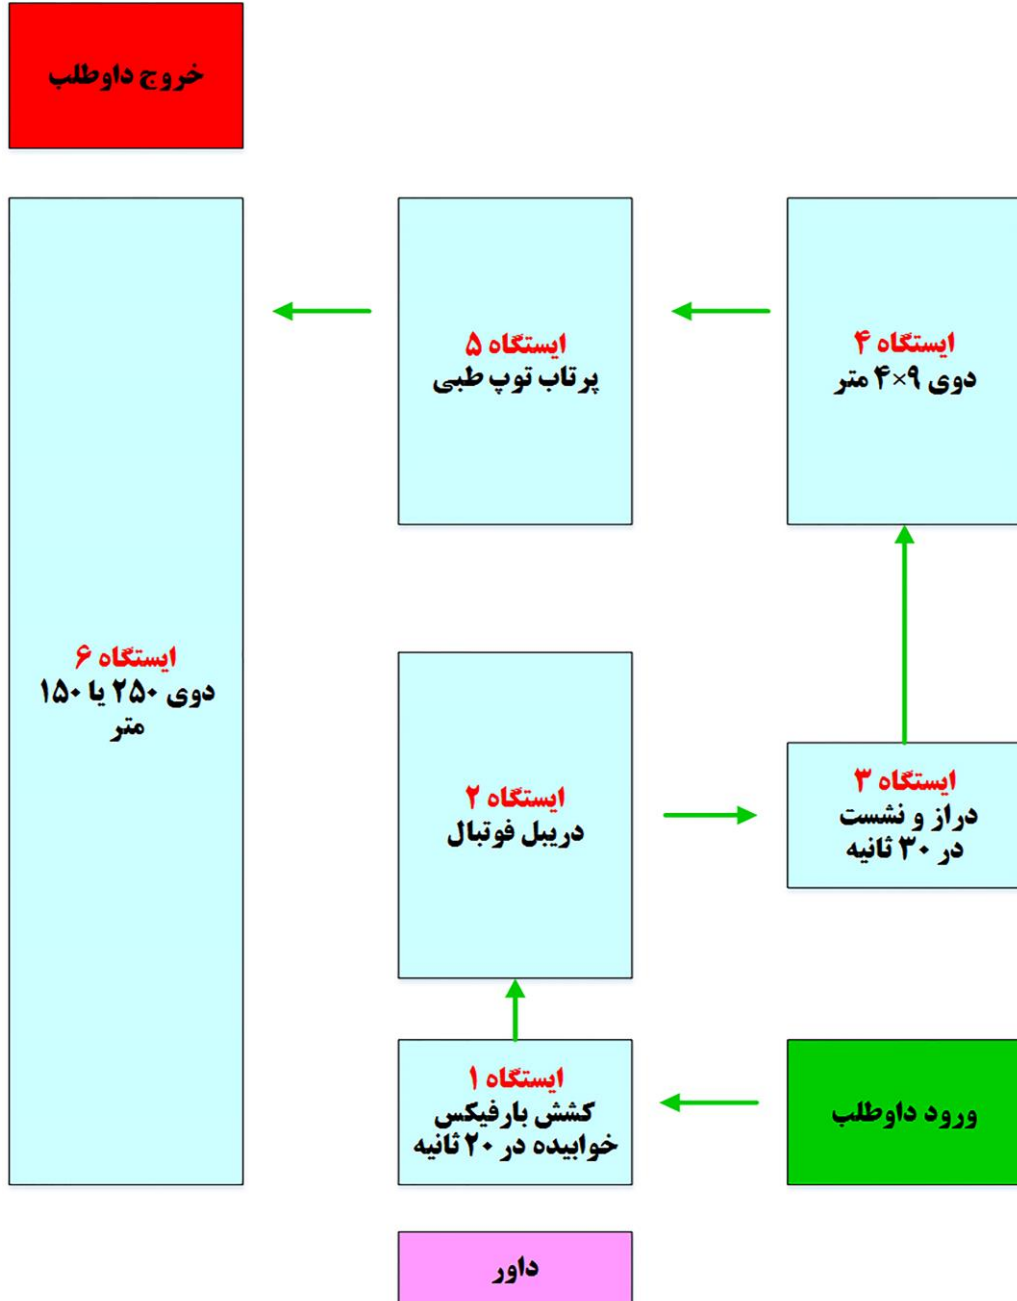 خروج داوطلب
ایستگاه ۴
دوی ۹×۴ متر
ایستگاه ۵
پرتاب توپ طبی
ایستگاه ۶
دوی ۲۵۰ یا ۱۵۰
متر
ایستگاه ۲
دریبل فوتبال
ایستگاه ۳
دراز و نشست
در ۳۰ ثانیه
ایستگاه ۱
کشش بارفیکس
خوابیده در ۲۰ ثانیه
ورود داوطلب
داور